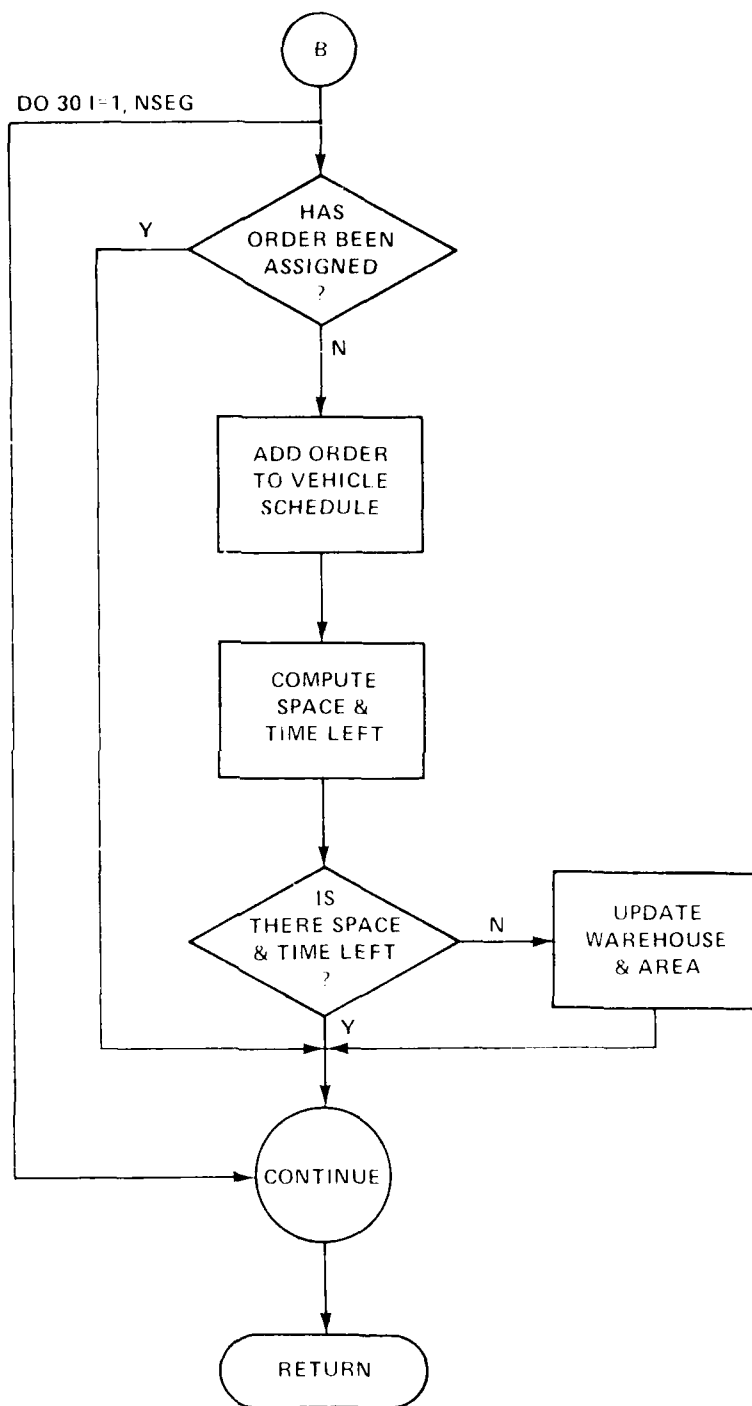 B
DO 30 I=1, NSEG
HAS
ORDER BEEN
ASSIGNED
?
Y
N
ADD ORDER
TO VEHICLE
SCHEDULE
COMPUTE
SPACE &
TIME LEFT
IS
THERE SPACE
& TIME LEFT
?
N
UPDATE
WAREHOUSE
& AREA
Y
CONTINUE
RETURN